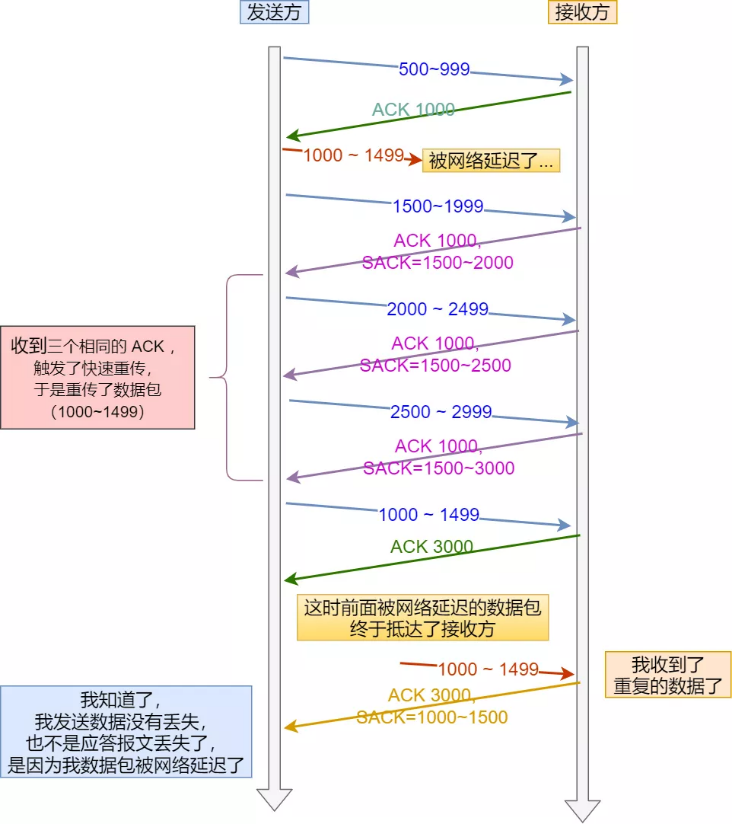 发送方
接收方
500~999
ACK 1000
1000 ~ 1499
被网络延迟了...
1500~1999
ACK 1000,
SACK=1500~2000
2000 ~ 2499
收到三个相同的 ACK ，
触发了快速重传，
于是重传了数据包
（1000~1499）
ACK 1000,
SACK=1500~2500
2500 ~ 2999
ACK 1000,
SACK=1500~3000
1000 ~ 1499
ACK 3000
这时前面被网络延迟的数据包
终于抵达了接收方
1000 ~ 1499
我收到了
重复的数据了
ACK 3000,
SACK=1000~1500
我知道了，
我发送数据没有丢失，
也不是应答报文丢失了，
是因为我数据包被网络延迟了